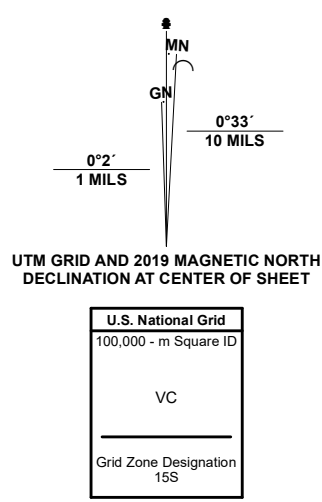 MN
GN
0°33´
10 MILS
0°2´
1 MILS
UTM GRID AND 2019 MAGNETIC NORTH
DECLINATION AT CENTER OF SHEET
U.S. National Grid
100,000 - m Square ID
VC
Grid Zone Designation
15S